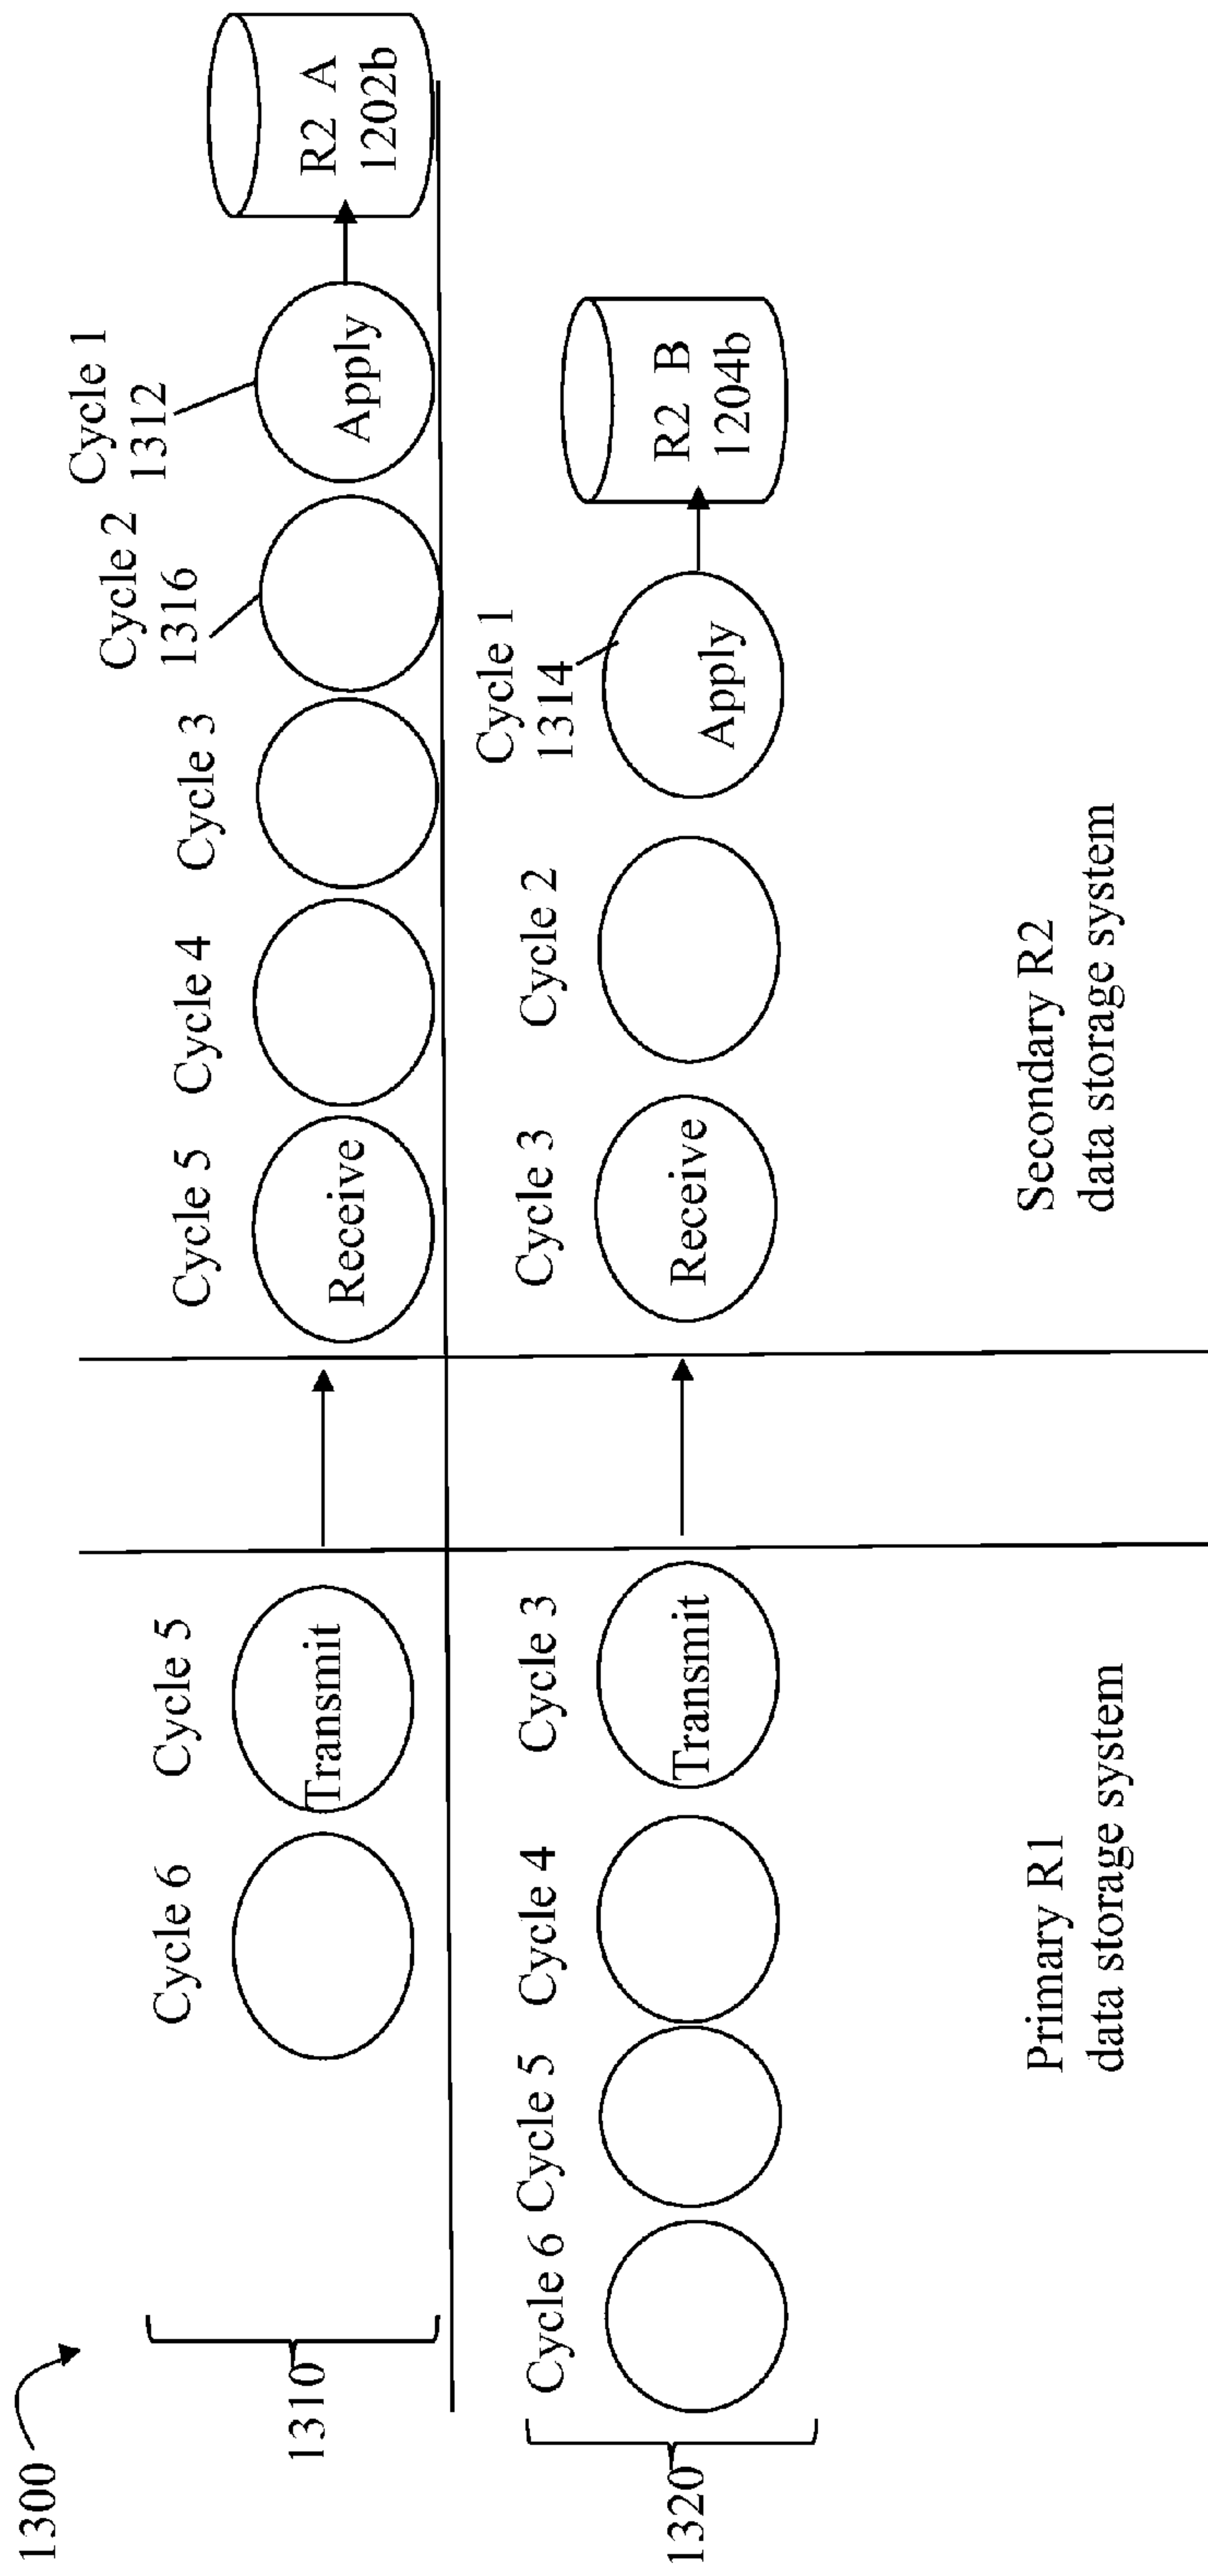 1300
1310
Cycle 6
Cycle 5
Transmit
Cycle 5
Receive
Cycle 4
Cycle 3
Cycle 2
1316
Cycle 1
1312
Apply
R2 A
1202b
1320
Cycle 6
Cycle 5
Cycle 4
Cycle 3
Transmit
Cycle 3
Receive
Cycle 2
Cycle 1
1314
Apply
R2 B
1204b
Primary R1
data storage system
Secondary R2
data storage system